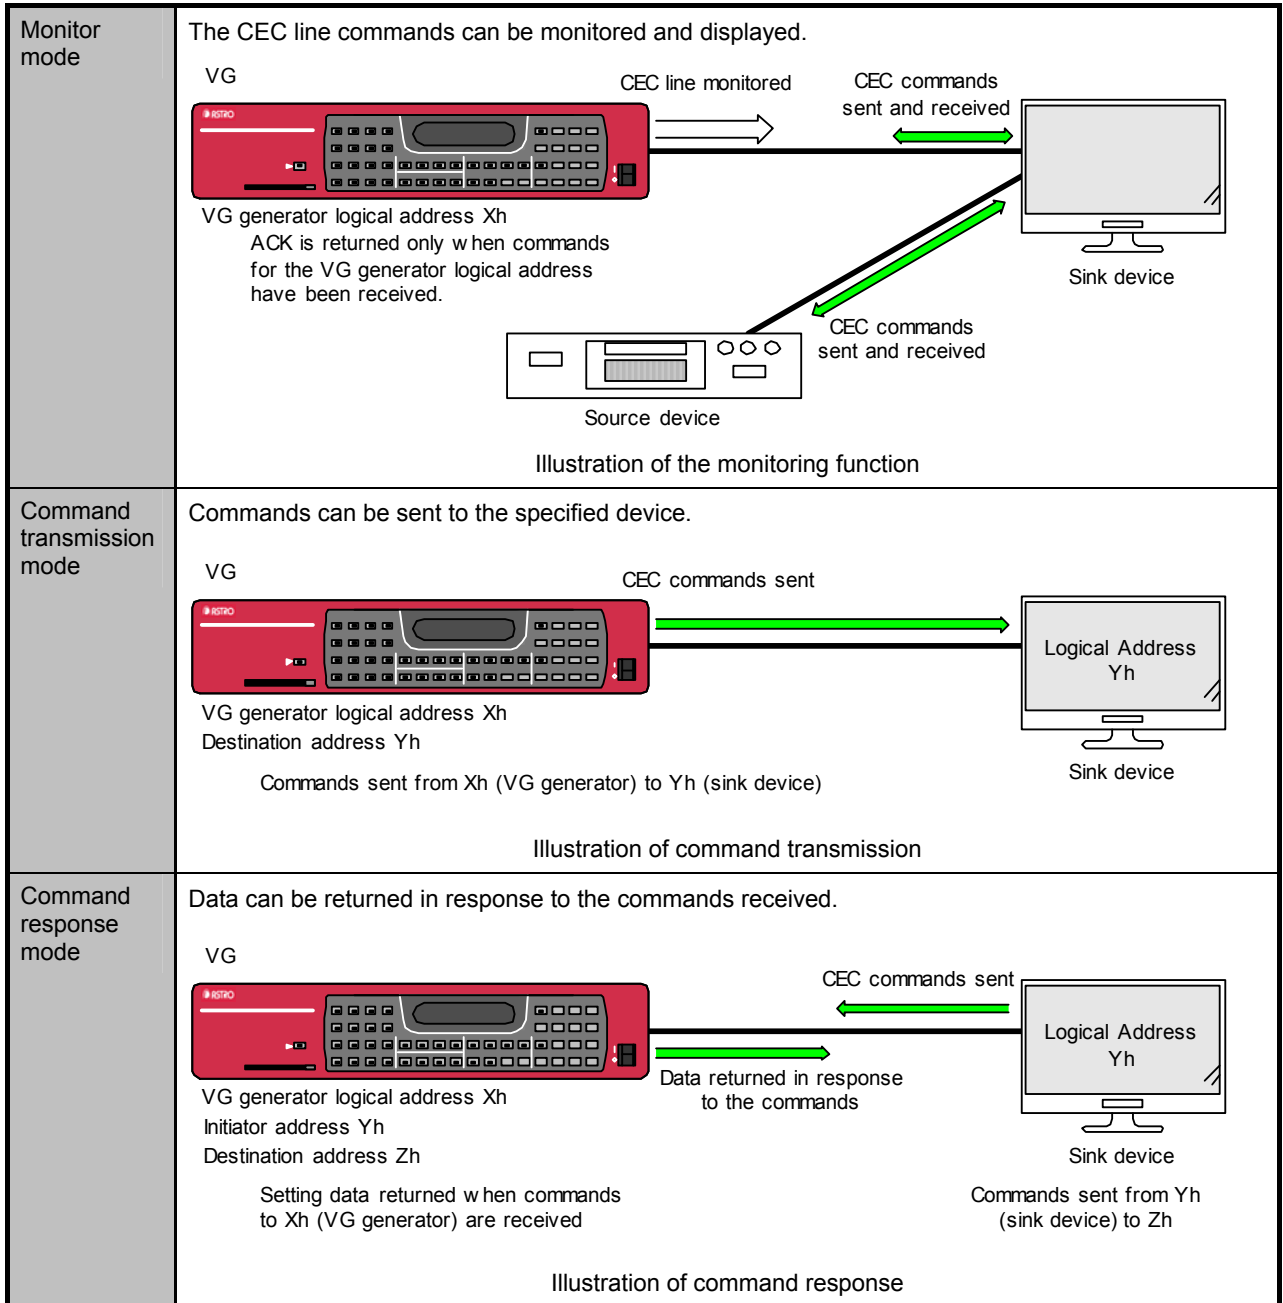 Monitor
mode
The CEC line commands can be monitored and displayed.
VG
CEC line monitored
CEC commands
sent and received
ASTRO
VG generator logical address Xh
ACK is returned only when commands
for the VG generator logical address
have been received.
Sink device
CEC commands
sent and received
Source device
Illustration of the monitoring function
Command
transmission
mode
Commands can be sent to the specified device.
VG
CEC commands sent
ASTRO
Logical Address
Yh
VG generator logical address Xh
Destination address Yh
Sink device
Commands sent from Xh (VG generator) to Yh (sink device)
Illustration of command transmission
Command
response
mode
Data can be returned in response to the commands received.
VG
CEC commands sent
ASTRO
Logical Address
Yh
Data returned in response
to the commands
VG generator logical address Xh
Initiator address Yh
Destination address Zh
Sink device
Setting data returned when commands
to Xh (VG generator) are received
Commands sent from Yh
(sink device) to Zh
Illustration of command response